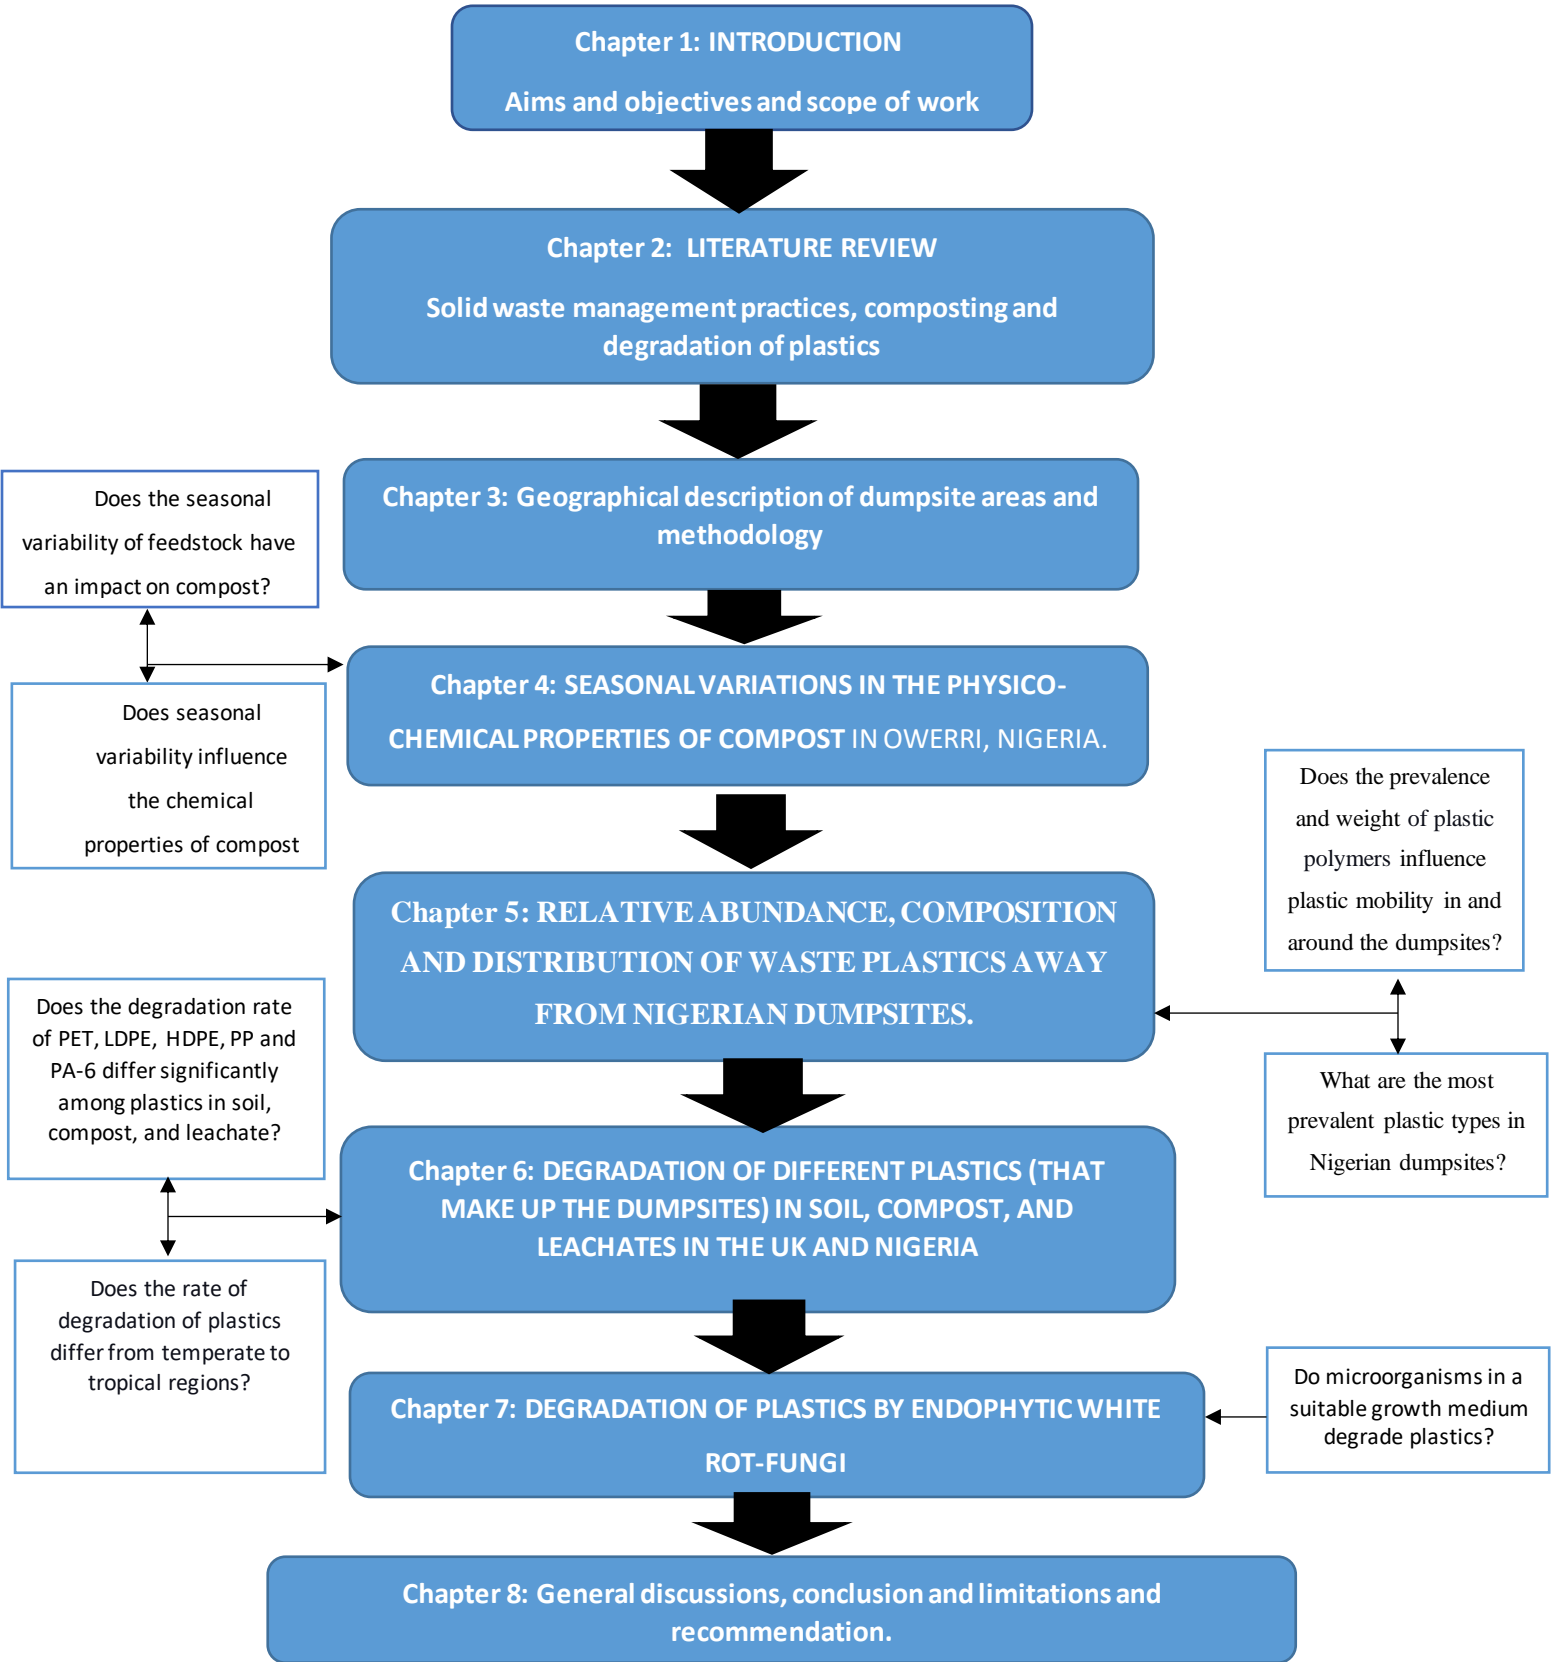 Chapter 1: INTRODUCTION
Aims and objectives and scope of work
Chapter 2: LITERATURE REVIEW
Solid waste management practices, composting and
degradation of plastics
Chapter 3: Geographical description of dumpsite areas and
methodology
Does the seasonal
variability of feedstock have
an impact on compost?
Does seasonal
variability influence
the chemical
properties of compost
Chapter 4: SEASONAL VARIATIONS IN THE PHYSICO-
CHEMICAL PROPERTIES OF COMPOST IN OWERRI, NIGERIA.
Chapter 5: RELATIVE ABUNDANCE, COMPOSITION
AND DISTRIBUTION OF WASTE PLASTICS AWAY
FROM NIGERIAN DUMPSITES.
Does the prevalence
and weight of plastic
polymers influence
plastic mobility in and
around the dumpsites?
What are the most
prevalent plastic types in
Nigerian dumpsites?
Does the degradation rate
of PET, LDPE, HDPE, PP and
PA-6 differ significantly
among plastics in soil,
compost, and leachate?
Does the rate of
degradation of plastics
differ from temperate to
tropical regions?
Chapter 6: DEGRADATION OF DIFFERENT PLASTICS (THAT
MAKE UP THE DUMPSITES) IN SOIL, COMPOST, AND
LEACHATES IN THE UK AND NIGERIA
Chapter 7: DEGRADATION OF PLASTICS BY ENDOPHYTIC WHITE
ROT-FUNGI
Do microorganisms in a
suitable growth medium
degrade plastics?
Chapter 8: General discussions, conclusion and limitations and
recommendation.